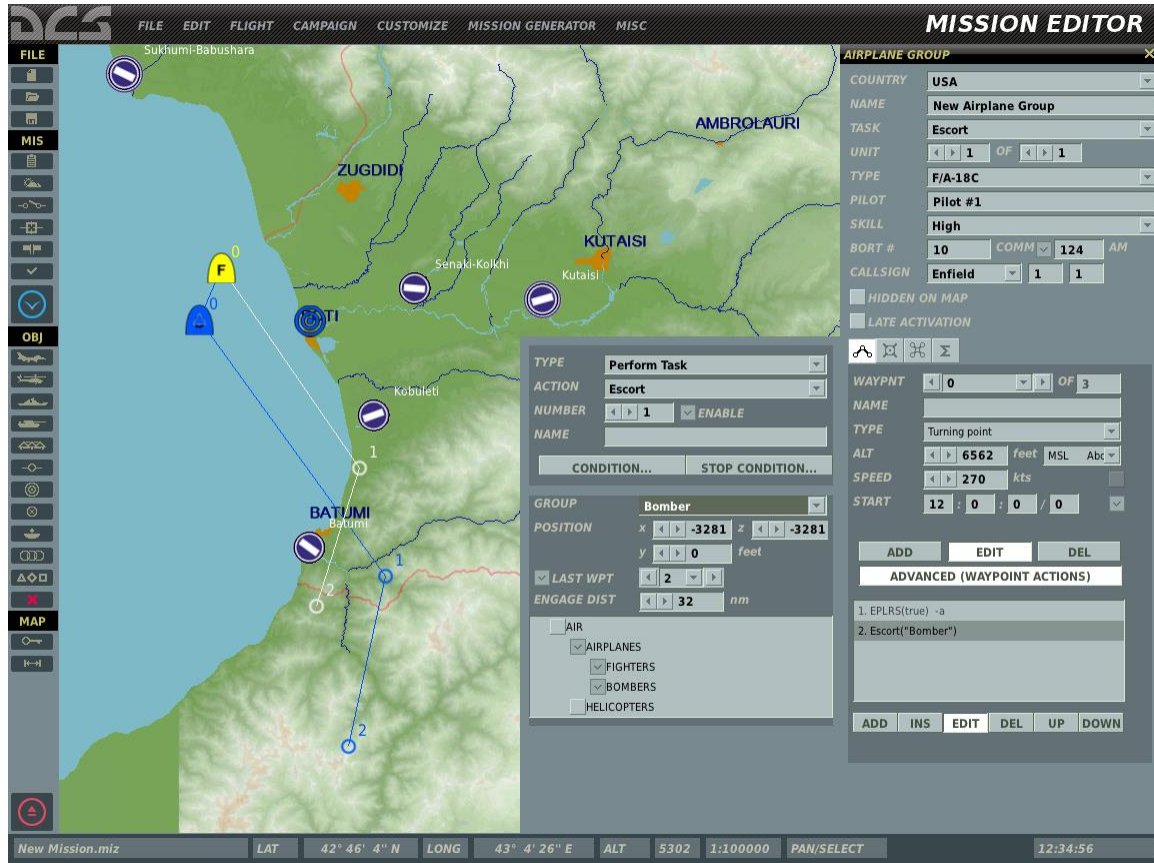 DCS FILE EDIT FLIGHT CAMPAIGN CUSTOMIZE MISSION GENERATOR MISC MISSION EDITOR
FILE
MIS
OBJ
MAP
Sukhumi-Babushara
AMBROLAURI
ZUGDIDI
KUTAISI
Senaki-Kolkhi
Kutaisi
0
F
0
TI
Kobuleti
1
BATUMI
Batumi
1
2
2
AIRPLANE GROUP
COUNTRY USA
NAME New Airplane Group
TASK Escort
UNIT 1 OF 1
TYPE F/A-18C
PILOT Pilot #1
SKILL High
BORT # 10 COMM 124 AM
CALLSIGN Enfield 1 1
HIDDEN ON MAP
LATE ACTIVATION
Σ
WAYPNT 0 OF 3
NAME
TYPE Turning point
ALT 6562 feet MSL Abc
SPEED 270 kts
START 12 : 0 : 0 / 0
ADD EDIT DEL
ADVANCED (WAYPOINT ACTIONS)
1. EPLRS(true) -a
2. Escort("Bomber")
ADD INS EDIT DEL UP DOWN
TYPE Perform Task
ACTION Escort
NUMBER 1 ENABLE
NAME
CONDITION... STOP CONDITION...
GROUP Bomber
POSITION x -3281 z -3281
y 0 feet
LAST WPT 2
ENGAGE DIST 32 nm
AIR
AIRPLANES
FIGHTERS
BOMBERS
HELICOPTERS
New Mission.miz LAT 42° 46' 4" N LONG 43° 4' 26" E ALT 5302 1:100000 PAN/SELECT 12:34:56